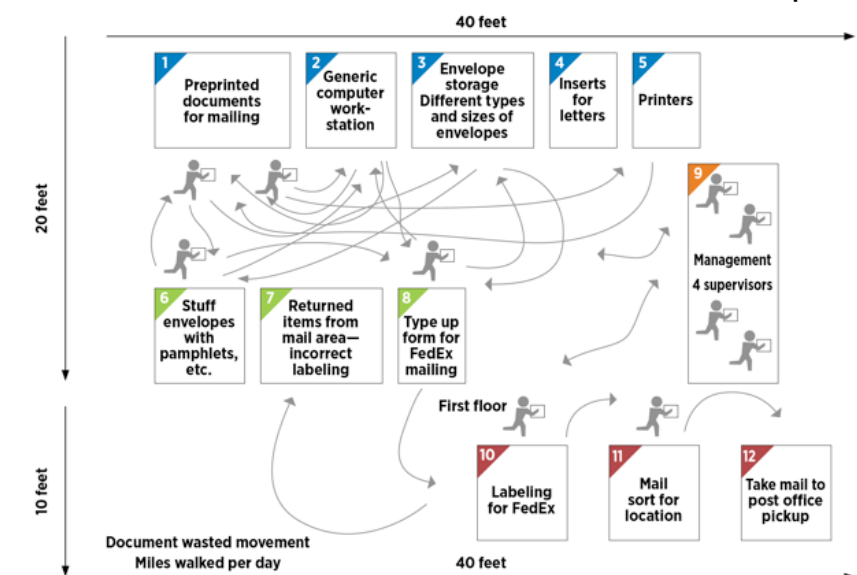 40 feet
1
Preprinted
documents
for mailing
2
Generic
computer
work-
station
3
Envelope
storage
Different types
and sizes of
envelopes
4
Inserts
for
letters
5
Printers
20 feet
9
Management
4 supervisors
6
Stuff
envelopes
with
pamphlets,
etc.
7
Returned
items from
mail area—
incorrect
labeling
8
Type up
form for
FedEx
mailing
First floor
10 feet
10
Labeling
for FedEx
11
Mail
sort for
location
12
Take mail to
post office
pickup
Document wasted movement
Miles walked per day
40 feet